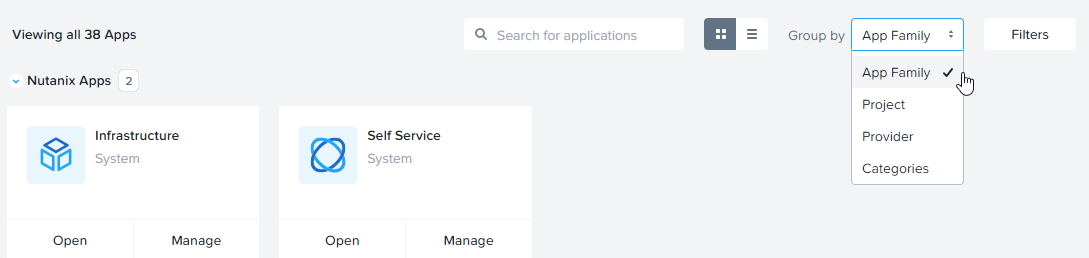 Viewing all 38 Apps
Search for applications
Group by
App Family
Filters
App Family
Project
Provider
Categories
Nutanix Apps 2
Infrastructure
System
Open
Manage
Self Service
System
Open
Manage